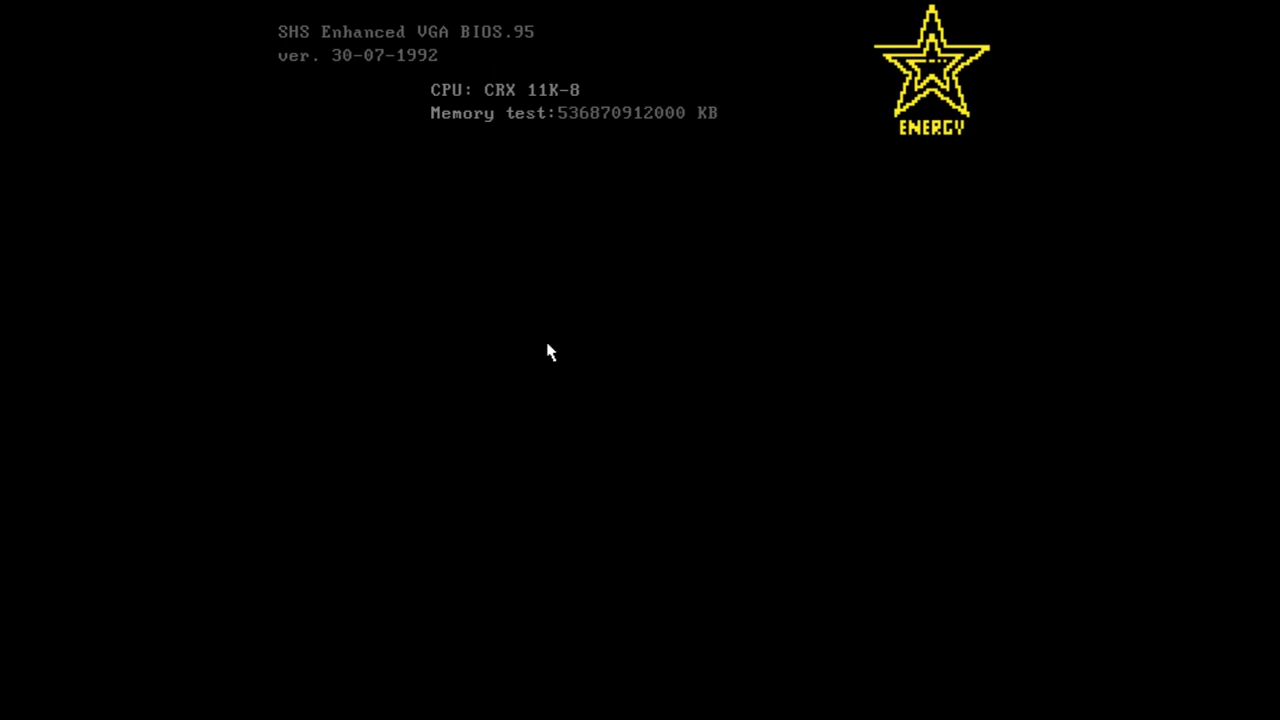 SHS Enhanced VGA BIOS.95
ver. 30-07-1992
CPU: CRX 11K-8
Memory test:536870912000 KB
ENERGY